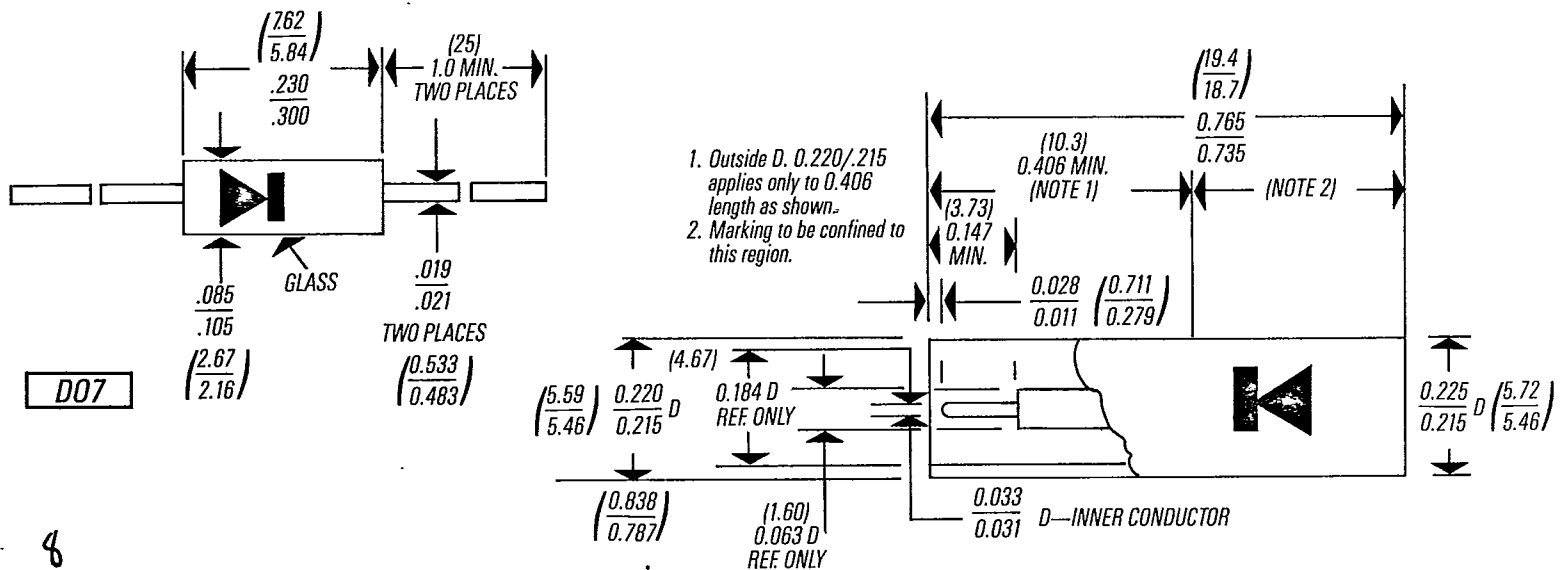 (7.62
5.84)
.230
.300
(25)
1.0 MIN.
TWO PLACES
GLASS
.085
.105
(2.67
2.16)
.019
.021
TWO PLACES
(0.533
0.483)
D07
8
1. Outside D. 0.220/.215
applies only to 0.406
length as shown.
2. Marking to be confined to
this region.
(19.4
18.7)
0.765
0.735
(10.3)
0.406 MIN.
(NOTE 1)
(NOTE 2)
(3.73)
0.147
MIN.
0.028
0.011
(0.711
0.279)
(5.59
5.46)
0.220
0.215 D
(4.67)
0.184 D
REF. ONLY
0.225
0.215 D
(5.72
5.46)
(0.838
0.787)
(1.60)
0.063 D
REF. ONLY
0.033
0.031 D—INNER CONDUCTOR